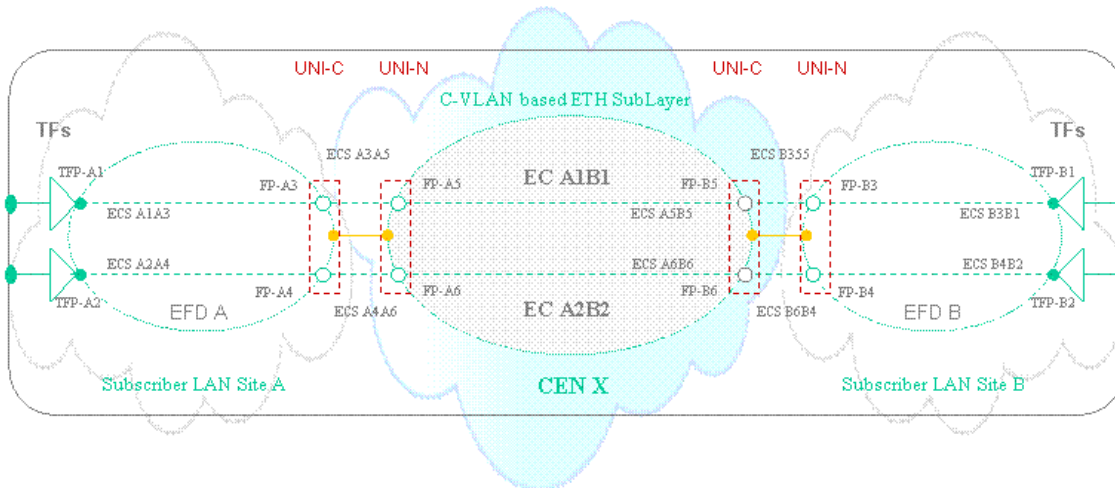 UNI-C UNI-N UNI-C UNI-N
C-VLAN based ETH SubLayer
TFs TFs
ECS A3A5 ECS B355
TFP-A1 FP-A3 FP-A5 EC A1B1 FP-B5 FP-B3 TFP-B1
ECS A1A3 ECS A5B5 ECS B3B1
ECS A2A4 ECS A6B6 ECS B4B2
TFP-A2 FP-A4 FP-A6 FP-B6 FP-B4 TFP-B2
EFD A ECS A4A6 EC A2B2 ECS B6B4 EFD B
Subscriber LAN Site A CEN X Subscriber LAN Site B